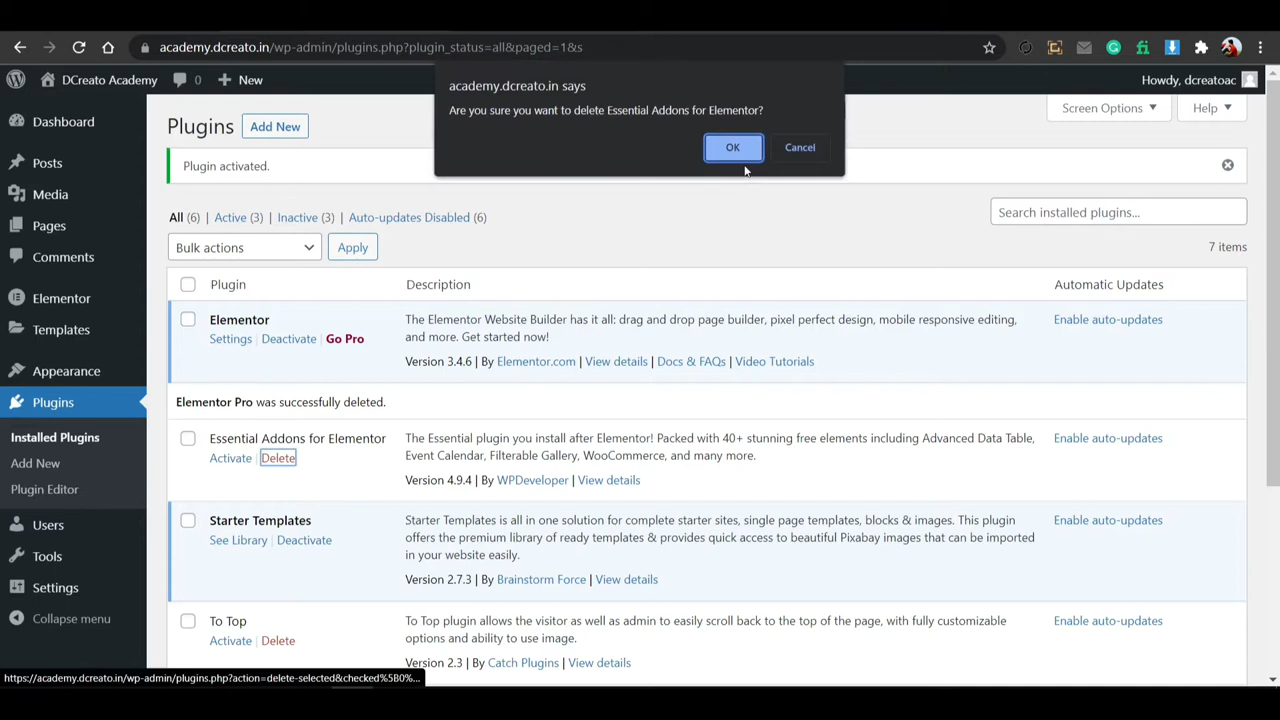 academy.dcreato.in/wp-admin/plugins.php?plugin_status=all&paged=1&s
DCreato Academy 0 New
Howdy, dcreatoac
academy.dcreato.in says
Are you sure you want to delete Essential Addons for Elementor?
OK Cancel
Screen Options Help
Dashboard
Posts
Media
Pages
Comments
Elementor
Templates
Appearance
Plugins
Installed Plugins
Add New
Plugin Editor
Users
Tools
Settings
Collapse menu
Plugins Add New
Plugin activated.
All (6) | Active (3) | Inactive (3) | Auto-updates Disabled (6)
Search installed plugins...
Bulk actions Apply
7 items
Plugin Description Automatic Updates
Elementor
Settings | Deactivate | Go Pro
The Elementor Website Builder has it all: drag and drop page builder, pixel perfect design, mobile responsive editing,
and more. Get started now!
Version 3.4.6 | By Elementor.com | View details | Docs & FAQs | Video Tutorials
Enable auto-updates
Elementor Pro was successfully deleted.
Essential Addons for Elementor
Activate | Delete
The Essential plugin you install after Elementor! Packed with 40+ stunning free elements including Advanced Data Table,
Event Calendar, Filterable Gallery, WooCommerce, and many more.
Version 4.9.4 | By WPDeveloper | View details
Enable auto-updates
Starter Templates
See Library | Deactivate
Starter Templates is all in one solution for complete starter sites, single page templates, blocks & images. This plugin
offers the premium library of ready templates & provides quick access to beautiful Pixabay images that can be imported
in your website easily.
Version 2.7.3 | By Brainstorm Force | View details
Enable auto-updates
To Top
Activate | Delete
To Top plugin allows the visitor as well as admin to easily scroll back to the top of the page, with fully customizable
options and ability to use image.
Version 2.3 | By Catch Plugins | View details
Enable auto-updates
https://academy.dcreato.in/wp-admin/plugins.php?action=delete-selected&checked%5B0%...